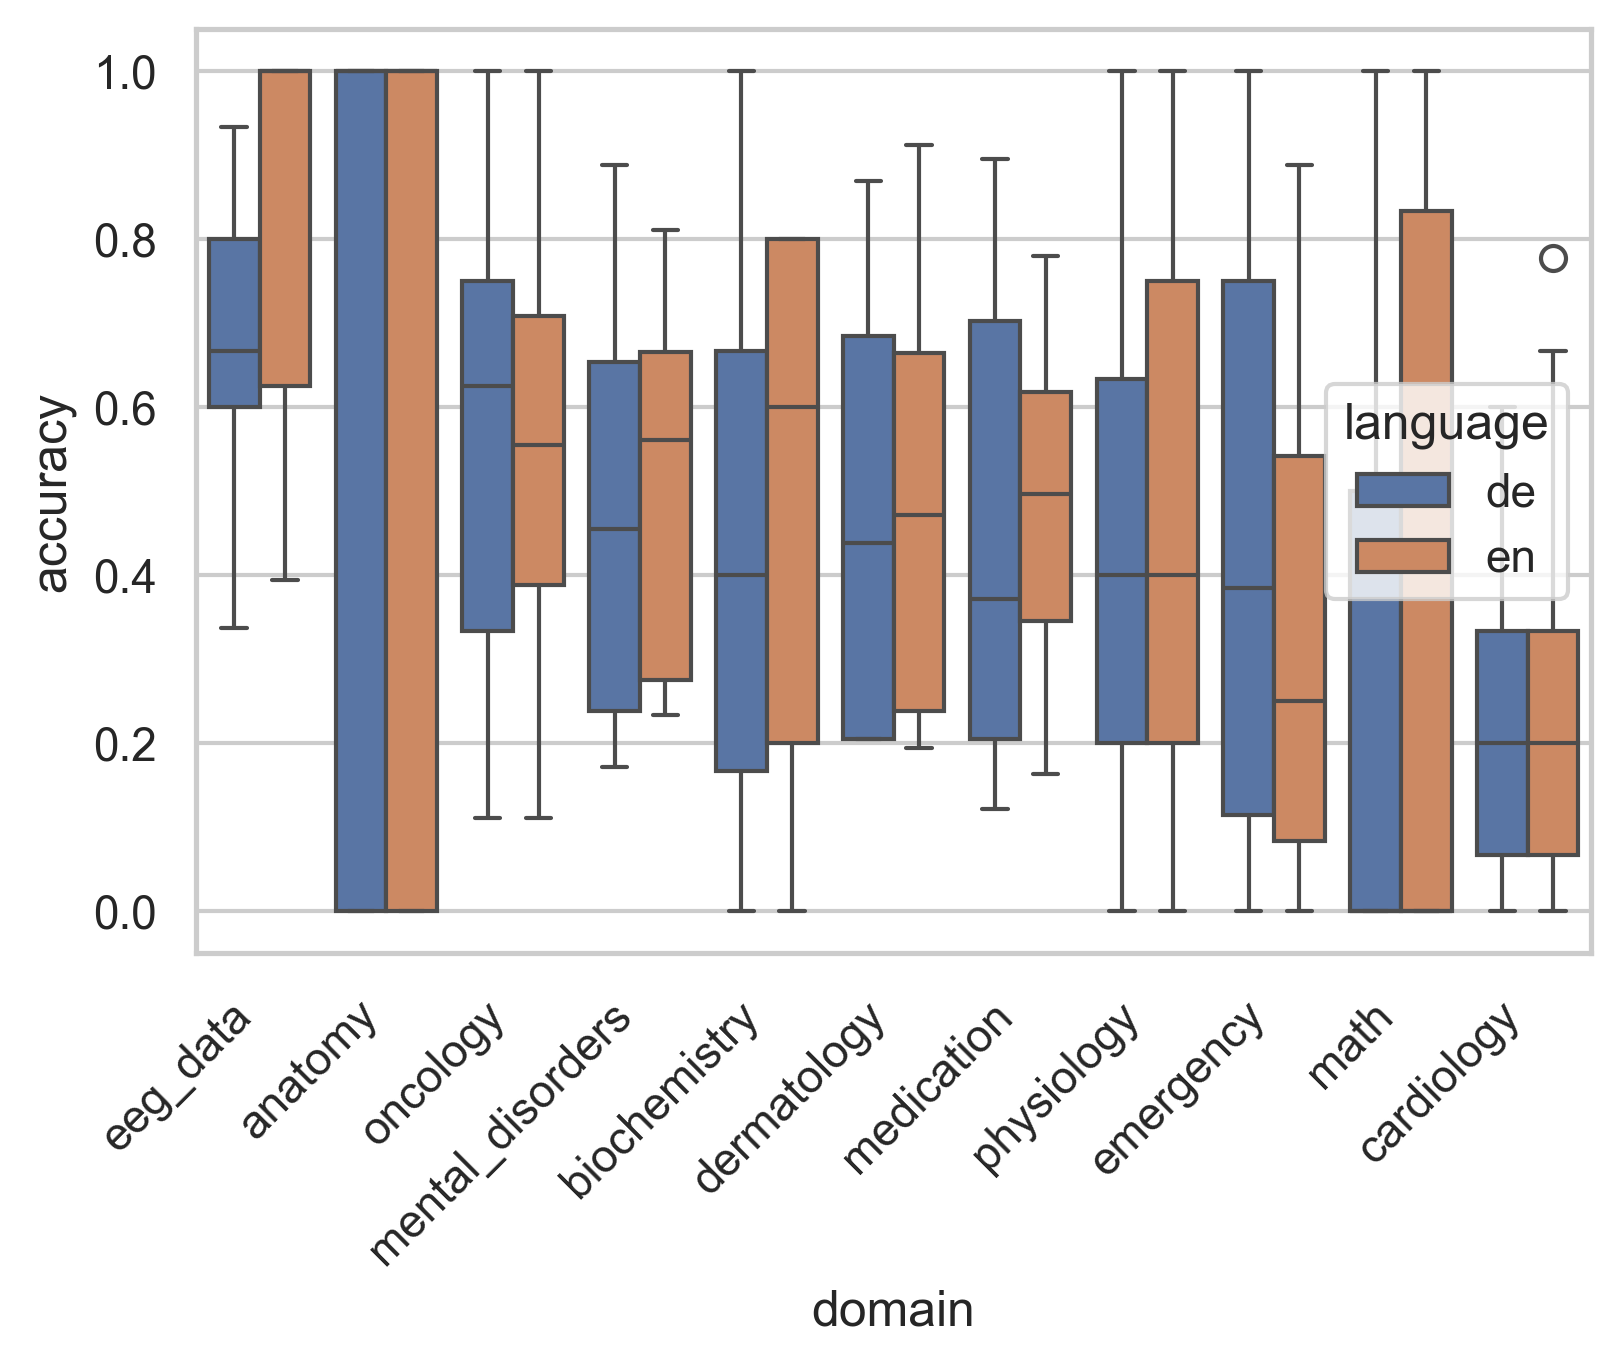 1.0
0.8
0.6
0.4
0.2
0.0
accuracy
language
de
en
eeg_data
anatomy
oncology
mental_disorders
biochemistry
dermatology
medication
physiology
emergency
math
cardiology
domain